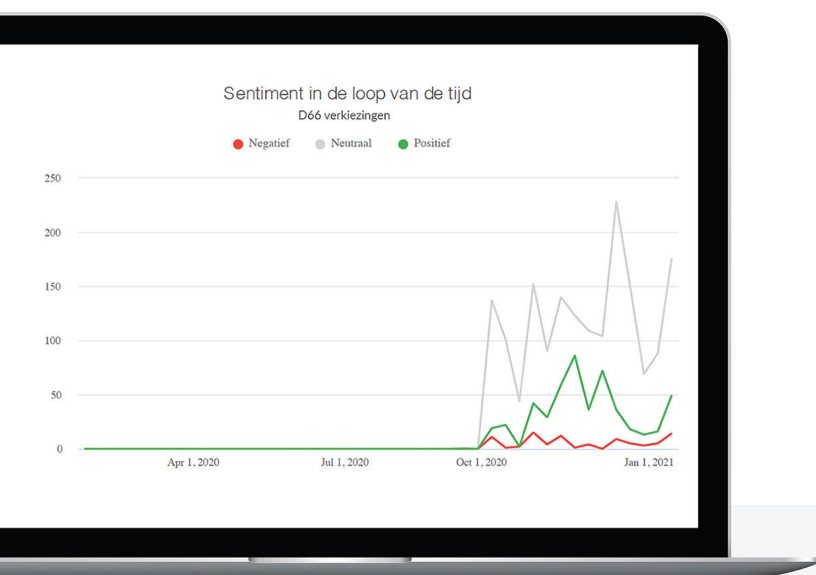 Sentiment in de loop van de tijd
D66 verkiezingen
Negatief Neutraal Positief
250
200
150
100
50
0
Apr 1, 2020 Jul 1, 2020 Oct 1, 2020 Jan 1, 2021